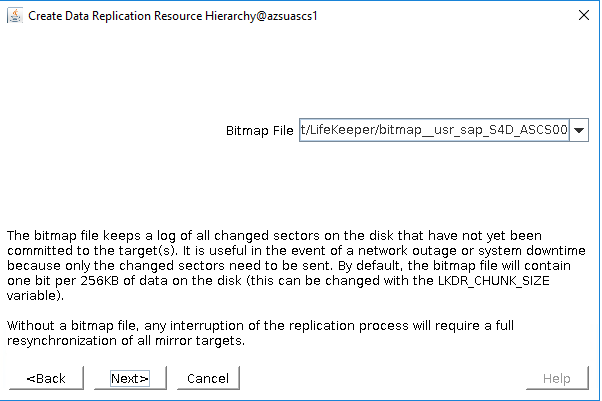 Create Data Replication Resource Hierarchy@azsuascs1
Bitmap File t/LifeKeeper/bitmap__usr_sap_S4D_ASCS00
The bitmap file keeps a log of all changed sectors on the disk that have not yet been
committed to the target(s). It is useful in the event of a network outage or system downtime
because only the changed sectors need to be sent. By default, the bitmap file will contain
one bit per 256KB of data on the disk (this can be changed with the LKDR_CHUNK_SIZE
variable).
Without a bitmap file, any interruption of the replication process will require a full
resynchronization of all mirror targets.
<Back Next> Cancel Help